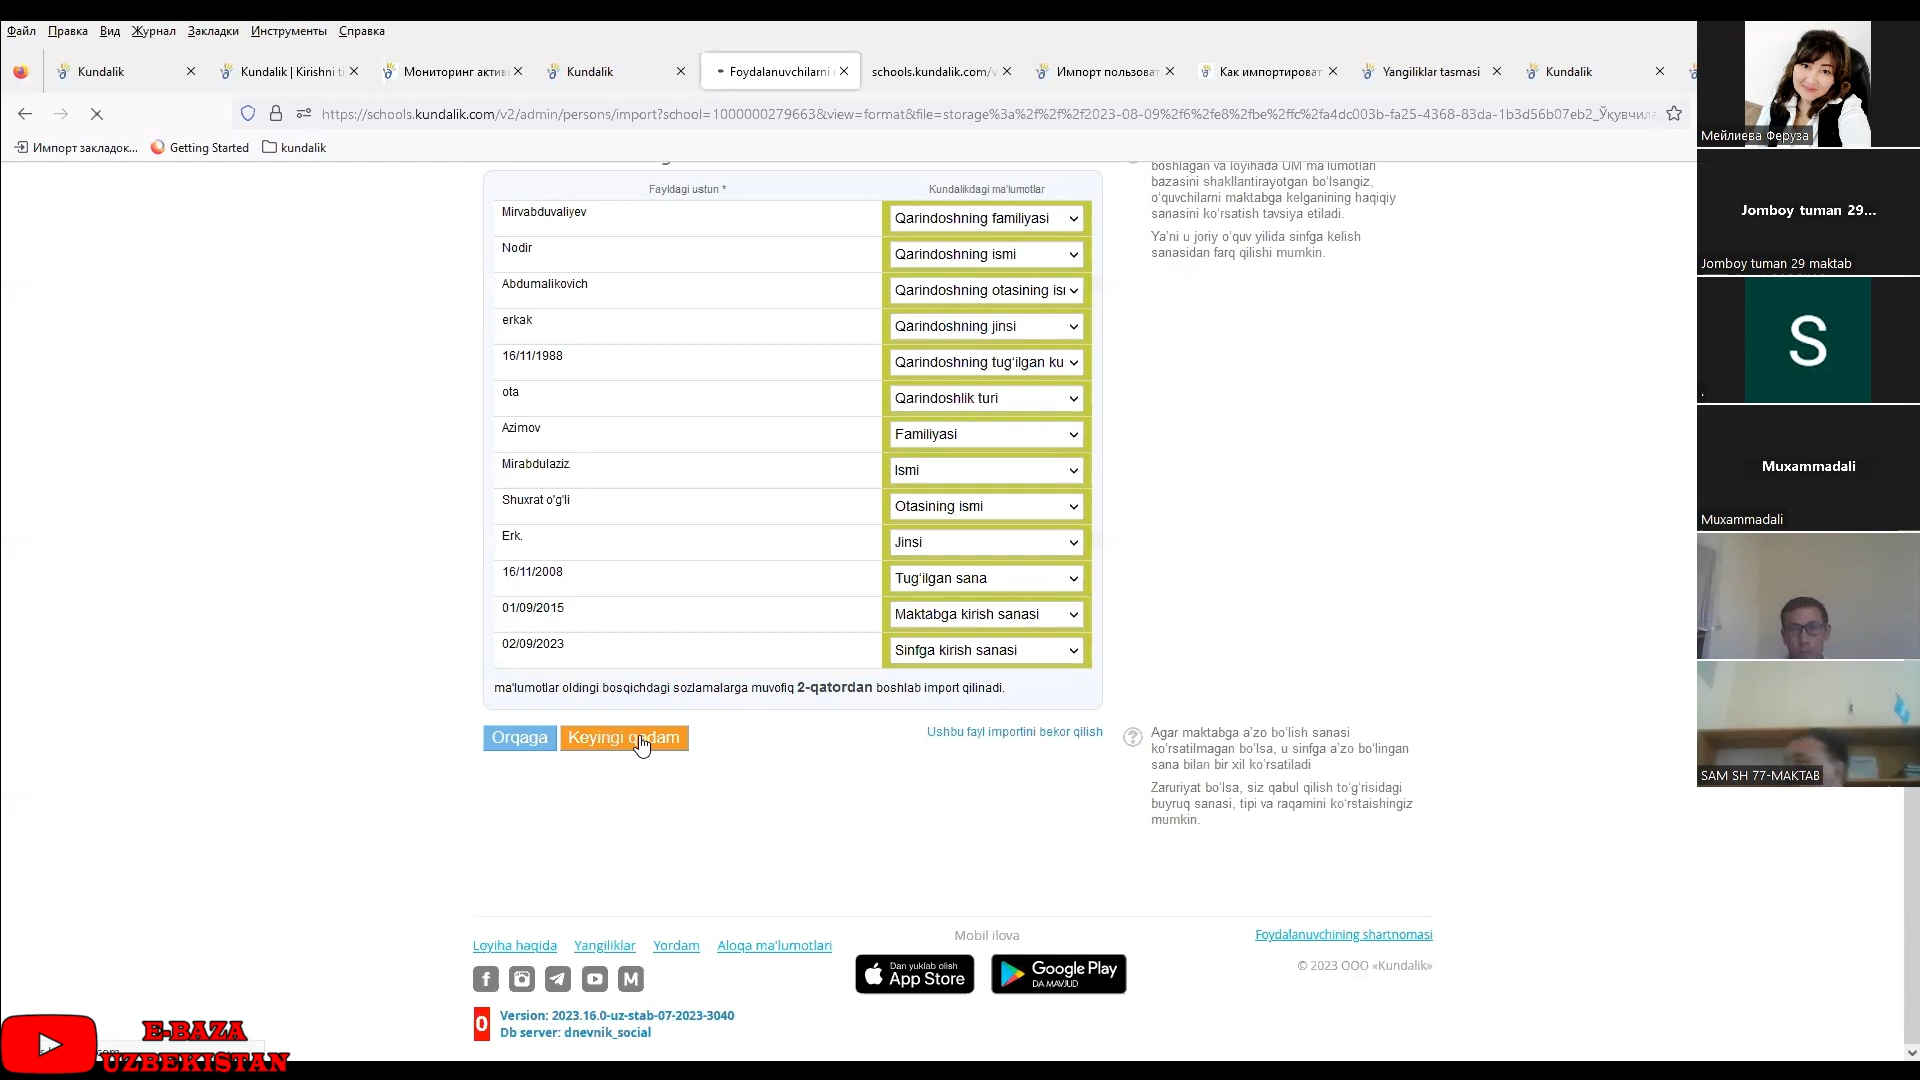 Файл Правка Вид Журнал Закладки Инструменты Справка
Kundalik
Kundalik | Kirishni ti
Мониторинг актив
Kundalik
Foydalanuvchilarni
schools.kundalik.com/v
Импорт пользоват
Как импортироват
Yangiliklar tasmasi
Kundalik
https://schools.kundalik.com/v2/admin/persons/import?school=1000000279663&view=format&file=storage%3a%2f%2f%2f2023-08-09%2f6%2fe8%2fbe%2ffc%2fa4dc003b-fa25-4368-83da-1b3d56b07eb2_Ўқувчила
Импорт закладок...
Getting Started
kundalik
Fayldagi ustun *
Kundalikdagi ma'lumotlar
Mirvabduvaliyev
Qarindoshning familiyasi
Nodir
Qarindoshning ismi
Abdumalikovich
Qarindoshning otasining isı
erkak
Qarindoshning jinsi
16/11/1988
Qarindoshning tug‘ilgan ku
ota
Qarindoshlik turi
Azimov
Familiyasi
Mirabdulaziz
Ismi
Shuxrat o'g'li
Otasining ismi
Erk.
Jinsi
16/11/2008
Tug‘ilgan sana
01/09/2015
Maktabga kirish sanasi
02/09/2023
Sinfga kirish sanasi
ma'lumotlar oldingi bosqichdagi sozlamalarga muvofiq 2-qatordan boshlab import qilinadi.
Orqaga
Keyingi qadam
Ushbu fayl importini bekor qilish
boshlagan va loyihada UM ma’lumotlari
bazasini shakllantirayotgan bo‘lsangiz,
o‘quvchilarni maktabga kelganining haqiqiy
sanasini ko‘rsatish tavsiya etiladi.
Ya’ni u joriy o‘quv yilida sinfga kelish
sanasidan farq qilishi mumkin.
Agar maktabga a’zo bo‘lish sanasi
ko‘rsatilmagan bo‘lsa, u sinfga a’zo bo‘lingan
sana bilan bir xil ko‘rsatiladi
Zaruriyat bo‘lsa, siz qabul qilish to‘g‘risidagi
buyruq sanasi, tipi va raqamini ko‘rstaishingiz
mumkin.
Loyiha haqida
Yangiliklar
Yordam
Aloqa ma'lumotlari
Mobil ilova
Dan yuklab olish
App Store
Google Play
DA MAVJUD
Foydalanuvchining shartnomasi
© 2023 ООО «Kundalik»
0
Version: 2023.16.0-uz-stab-07-2023-3040
Db server: dnevnik_social
E-BAZA
UZBEKISTAN
Мейлиева Феруза
Jomboy tuman 29...
Jomboy tuman 29 maktab
S
.
Muxammadali
Muxammadali
SAM SH 77-MAKTAB